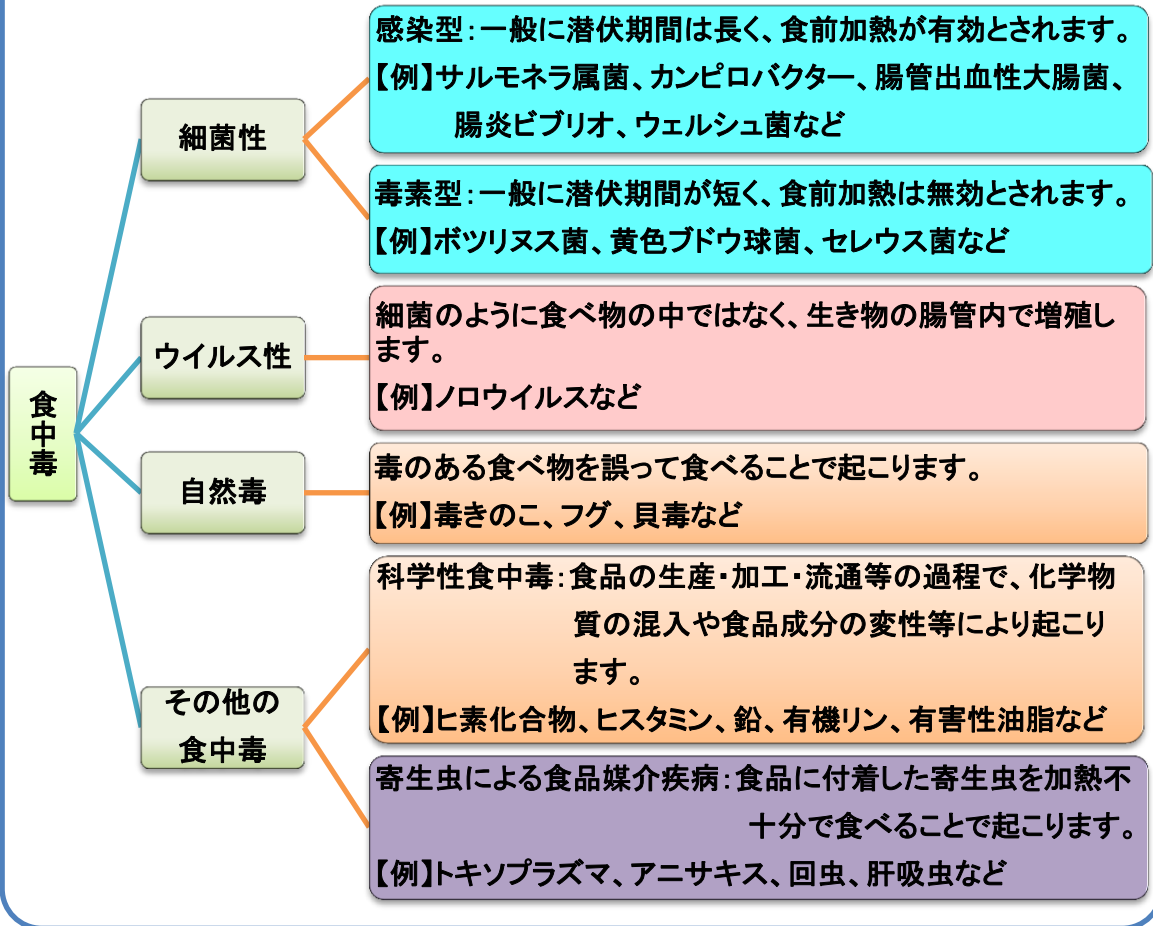 食中毒
細菌性
感染型：一般に潜伏期間は長く、食前加熱が有効とされます。
【例】サルモネラ属菌、カンピロバクター、腸管出血性大腸菌、
腸炎ビブリオ、ウェルシュ菌など
毒素型：一般に潜伏期間が短く、食前加熱は無効とされます。
【例】ボツリヌス菌、黄色ブドウ球菌、セレウス菌など
ウイルス性
細菌のように食べ物の中ではなく、生き物の腸管内で増殖し
ます。
【例】ノロウイルスなど
自然毒
毒のある食べ物を誤って食べることで起こります。
【例】毒きのこ、フグ、貝毒など
その他の
食中毒
科学性食中毒：食品の生産・加工・流通等の過程で、化学物
質の混入や食品成分の変性等により起こり
ます。
【例】ヒ素化合物、ヒスタミン、鉛、有機リン、有害性油脂など
寄生虫による食品媒介疾病：食品に付着した寄生虫を加熱不
十分で食べることで起こります。
【例】トキソプラズマ、アニサキス、回虫、肝吸虫など